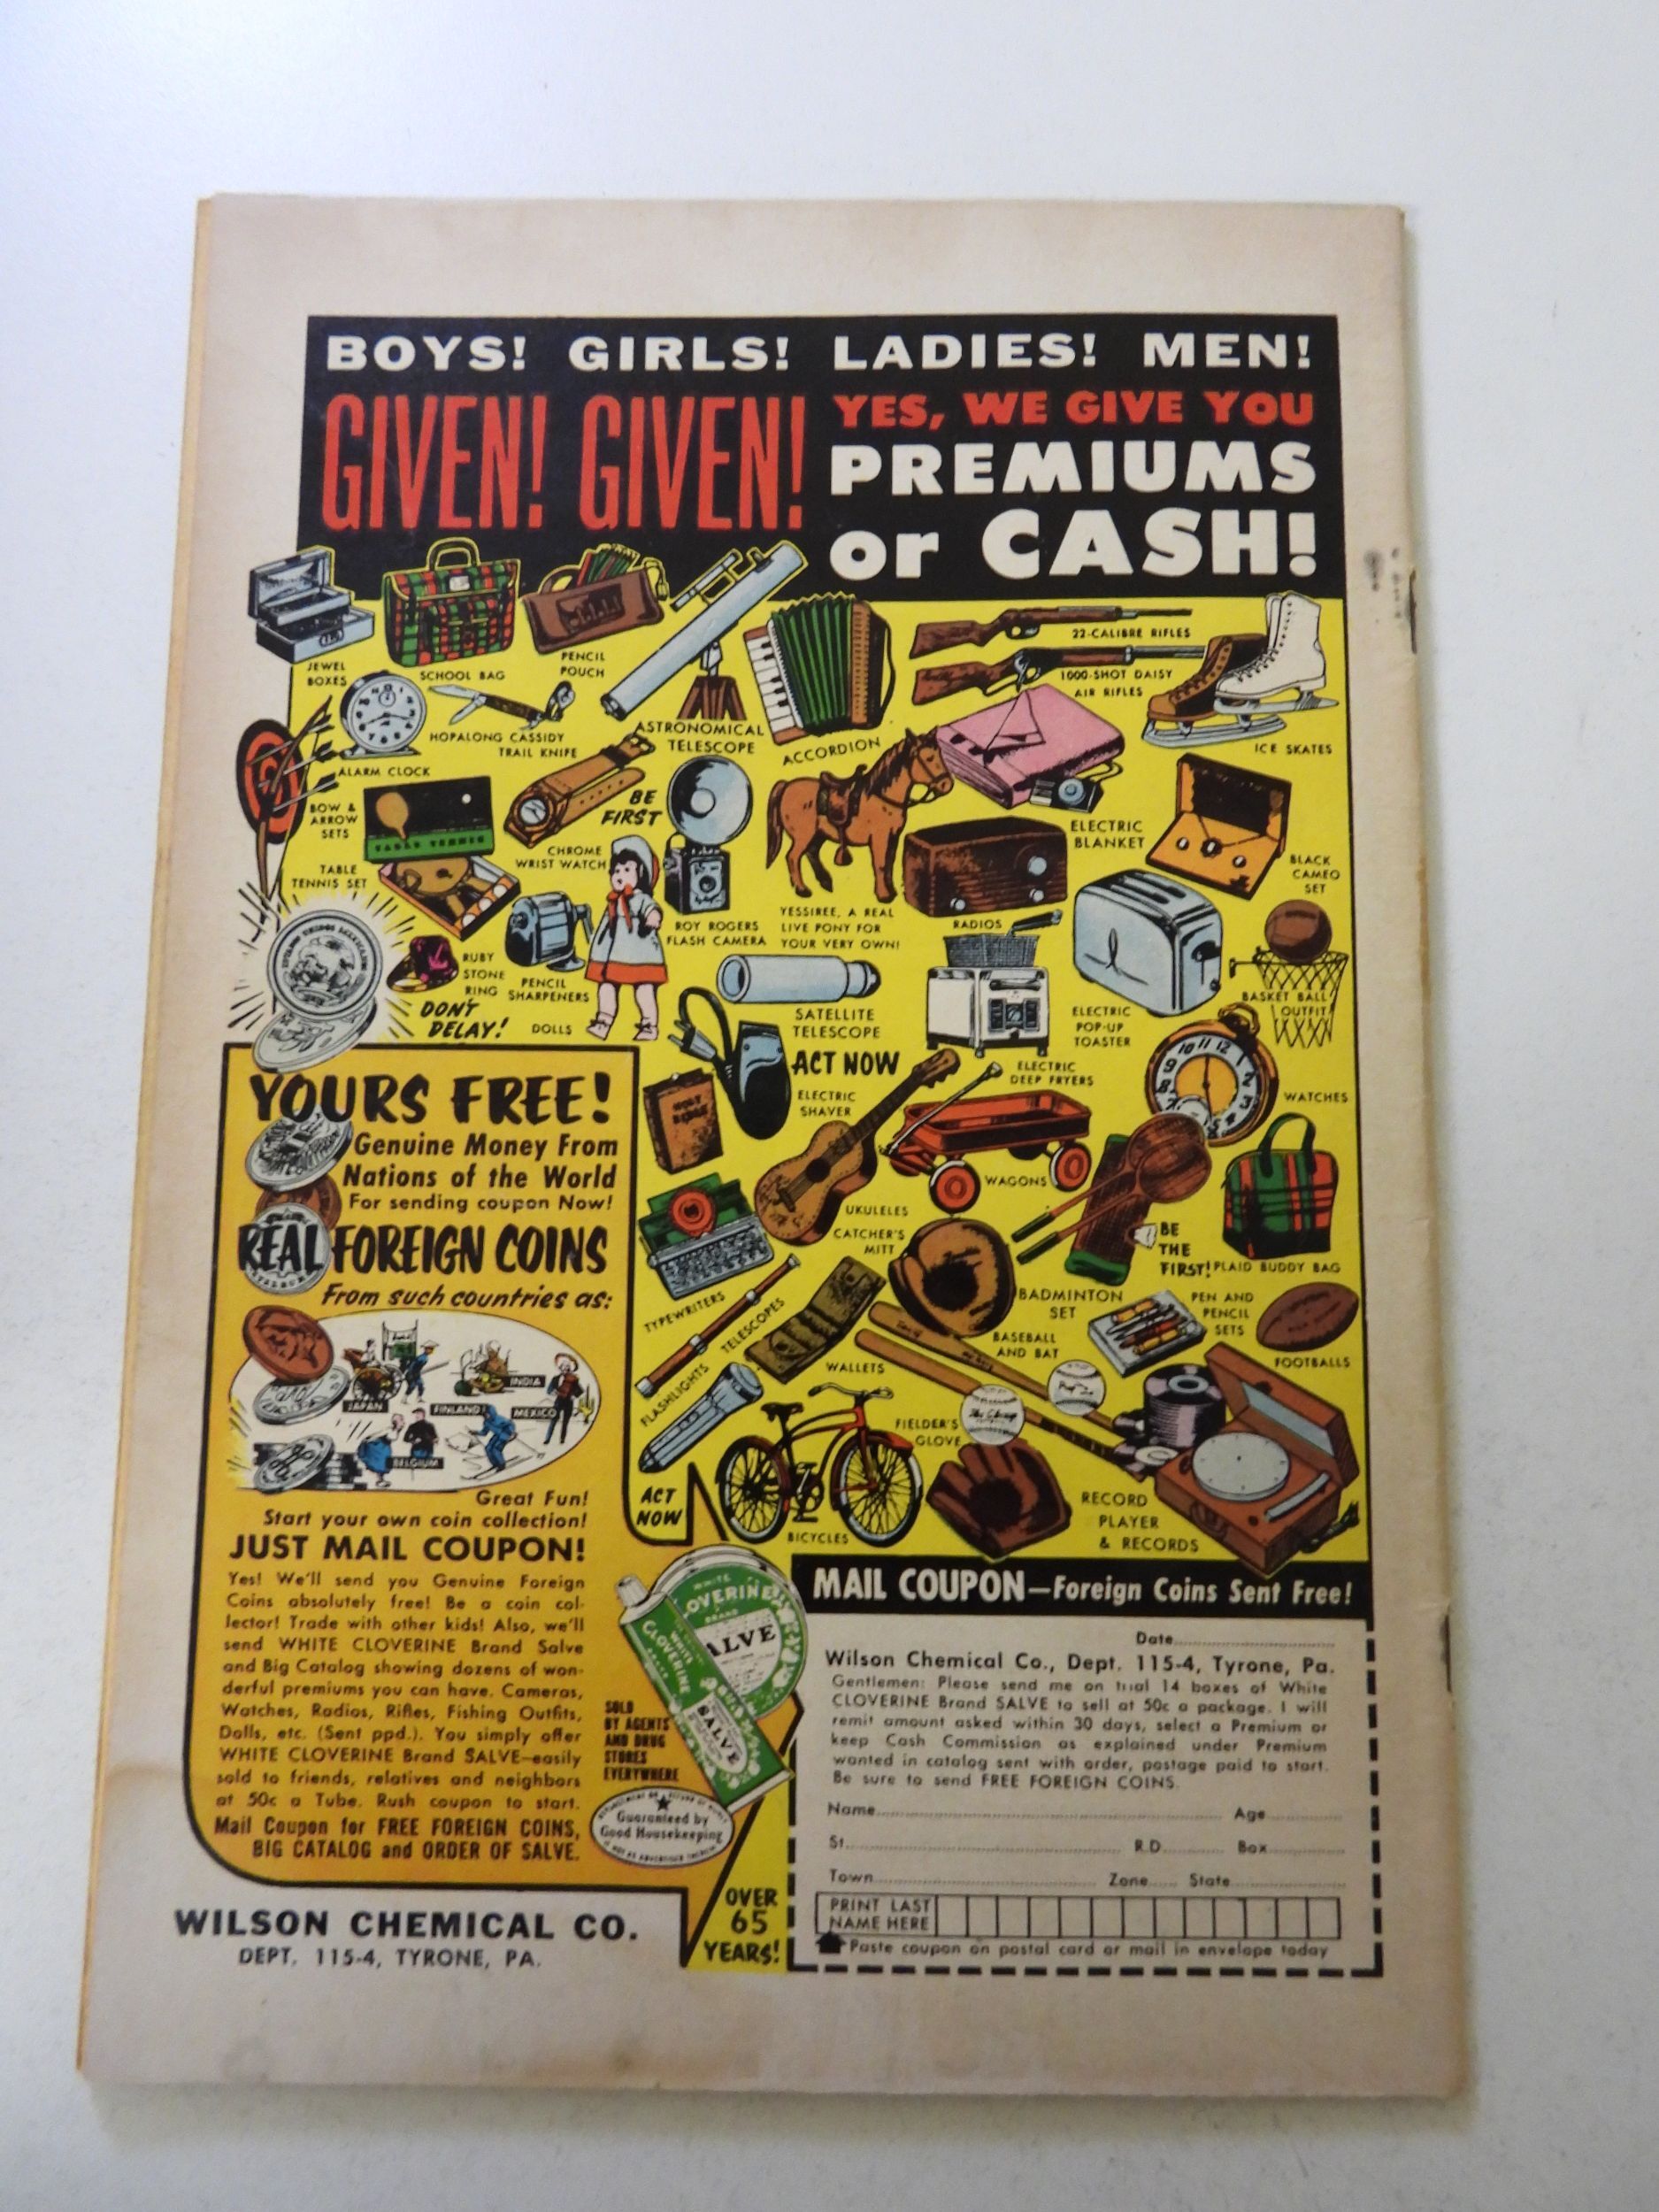 BOYS! GIRLS! LADIES! MEN!
GIVEN! GIVEN!
YES, WE GIVE YOU
PREMIUMS
or CASH!
JEWEL
BOXES
SCHOOL BAG
PENCIL
POUCH
ASTRONOMICAL
TELESCOPE
ACCORDION
22-CALIBRE RIFLES
1000-SHOT DAISY
AIR RIFLES
ICE SKATES
ALARM CLOCK
HOPALONG CASSIDY
TRAIL KNIFE
BOW &
ARROW
SETS
TABLE TENNIS
TABLE
TENNIS SET
CHROME
WRIST WATCH
BE
FIRST
ROY ROGERS
FLASH CAMERA
YESSIREE, A REAL
LIVE PONY FOR
YOUR VERY OWN!
RADIOS
ELECTRIC
BLANKET
BLACK
CAMEO
SET
RUBY
STONE
RING
PENCIL
SHARPENERS
DON'T
DELAY!
DOLLS
SATELLITE
TELESCOPE
ELECTRIC
POP-UP
TOASTER
BASKET BALL
OUTFIT
ACT NOW
ELECTRIC
SHAVER
ELECTRIC
DEEP FRYERS
WATCHES
HOLY
BIBLE
UKULELES
WAGONS
CATCHER'S
MITT
BE
THE
FIRST!
PLAID BUDDY BAG
TYPEWRITERS
TELESCOPES
BADMINTON
SET
PEN AND
PENCIL
SETS
BASEBALL
AND BAT
FOOTBALLS
WALLETS
FLASHLIGHTS
FIELDER'S
GLOVE
ACT
NOW
BICYCLES
RECORD
PLAYER
& RECORDS
YOURS FREE!
Genuine Money From
Nations of the World
For sending coupon Now!
REAL FOREIGN COINS
From such countries as:
JAPAN
FINLAND
INDIA
MEXICO
BELGIUM
Great Fun!
Start your own coin collection!
JUST MAIL COUPON!
Yes! We'll send you Genuine Foreign
Coins absolutely free! Be a coin col-
lector! Trade with other kids! Also, we'll
send WHITE CLOVERINE Brand Salve
and Big Catalog showing dozens of won-
derful premiums you can have. Cameras,
Watches, Radios, Rifles, Fishing Outfits,
Dolls, etc. (Sent ppd.). You simply offer
WHITE CLOVERINE Brand SALVE—easily
sold to friends, relatives and neighbors
at 50c a Tube. Rush coupon to start.
Mail Coupon for FREE FOREIGN COINS,
BIG CATALOG and ORDER OF SALVE.
WHITE
CLOVERINE
BRAND
SALVE
WHITE
CLOVERINE
SALVE
SOLD
BY AGENTS
AND DRUG
STORES
EVERYWHERE
Guaranteed by
Good Housekeeping
WILSON CHEMICAL CO.
DEPT. 115-4, TYRONE, PA.
OVER
65
YEARS!
MAIL COUPON—Foreign Coins Sent Free!
Date
Wilson Chemical Co., Dept. 115-4, Tyrone, Pa.
Gentlemen: Please send me on trial 14 boxes of White
CLOVERINE Brand SALVE to sell at 50c a package. I will
remit amount asked within 30 days, select a Premium or
keep Cash Commission as explained under Premium
wanted in catalog sent with order, postage paid to start.
Be sure to send FREE FOREIGN COINS.
Name Age
St. R.D. Box
Town Zone State
PRINT LAST
NAME HERE
Paste coupon on postal card or mail in envelope today